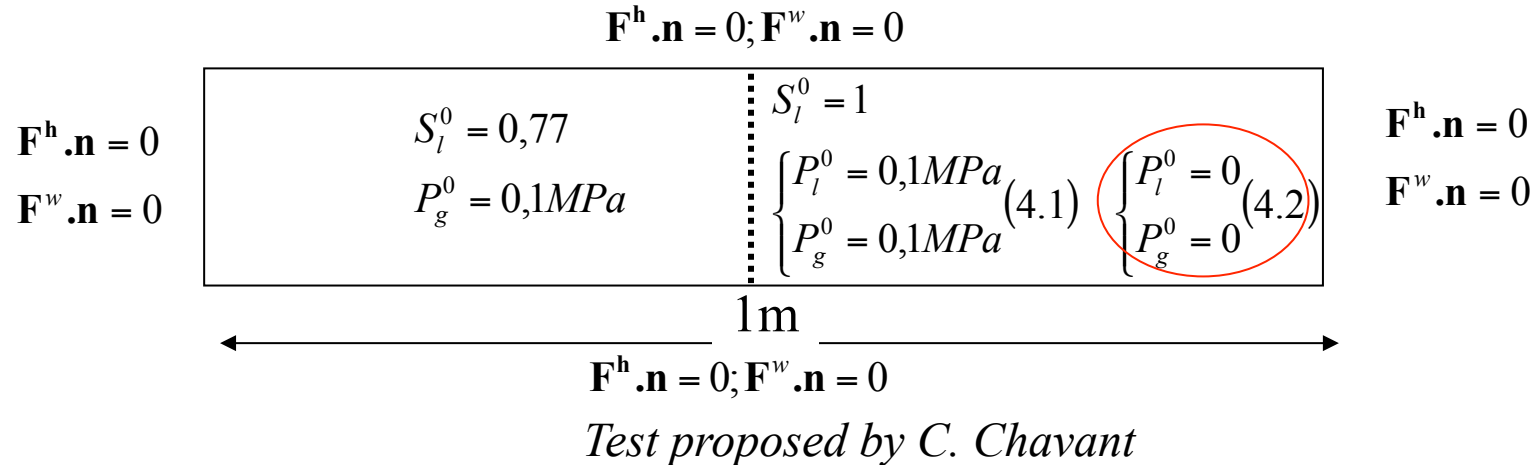 F^h.n = 0; F^w.n = 0
F^h.n = 0
F^w.n = 0
S_l^0 = 0,77
P_g^0 = 0,1MPa
S_l^0 = 1
{P_l^0 = 0,1MPa
P_g^0 = 0,1MPa (4.1)
{P_l^0 = 0
P_g^0 = 0 (4.2)
F^h.n = 0
F^w.n = 0
1m
F^h.n = 0; F^w.n = 0
Test proposed by C. Chavant